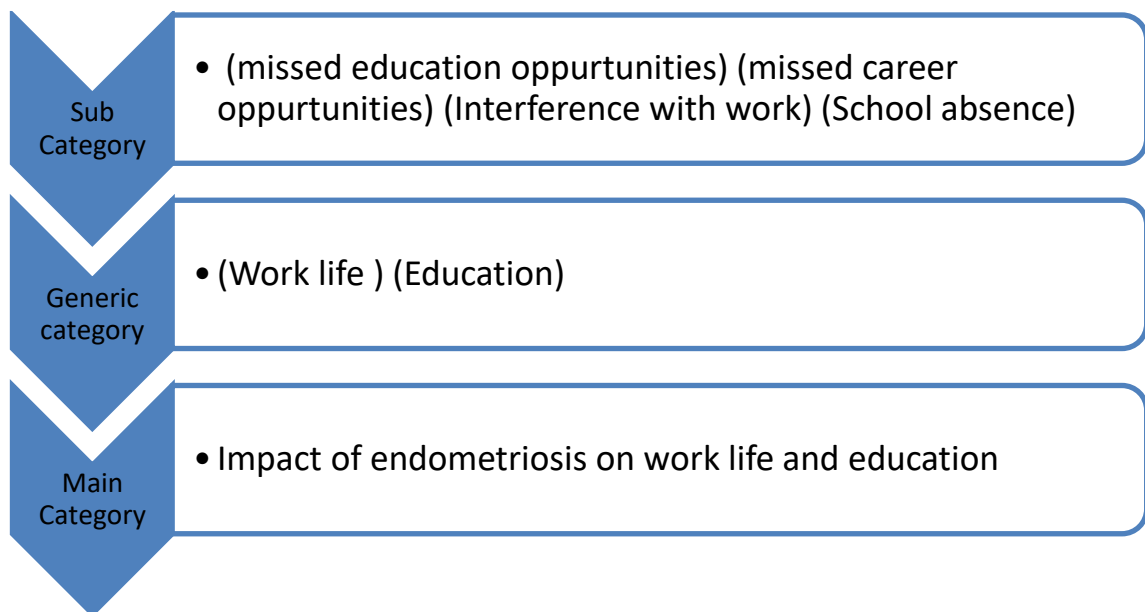 Sub
Category
• (missed education oppurtunities) (missed career
oppurtunities) (Interference with work) (School absence)
Generic
category
• (Work life ) (Education)
Main
Category
• Impact of endometriosis on work life and education